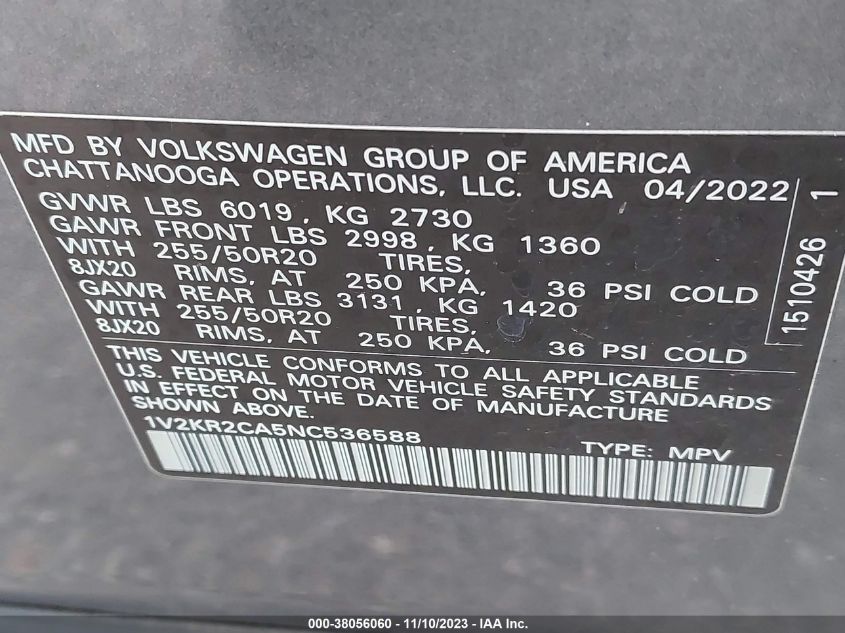 MFD BY VOLKSWAGEN GROUP OF AMERICA
CHATTANOOGA OPERATIONS, LLC. USA 04/2022
GVWR LBS 6019, KG 2730
GAWR FRONT LBS 2998, KG 1360
WITH 255/50R20 TIRES,
8JX20 RIMS, AT 250 KPA, 36 PSI COLD
GAWR REAR LBS 3131, KG 1420
WITH 255/50R20 TIRES,
8JX20 RIMS, AT 250 KPA, 36 PSI COLD
1510426 1
THIS VEHICLE CONFORMS TO ALL APPLICABLE
U.S. FEDERAL MOTOR VEHICLE SAFETY STANDARDS
IN EFFECT ON THE DATE OF MANUFACTURE
SHOWN ABOVE.
1V2KR2CA5NC536588 TYPE: MPV
000-38056060 - 11/10/2023 - IAA Inc.